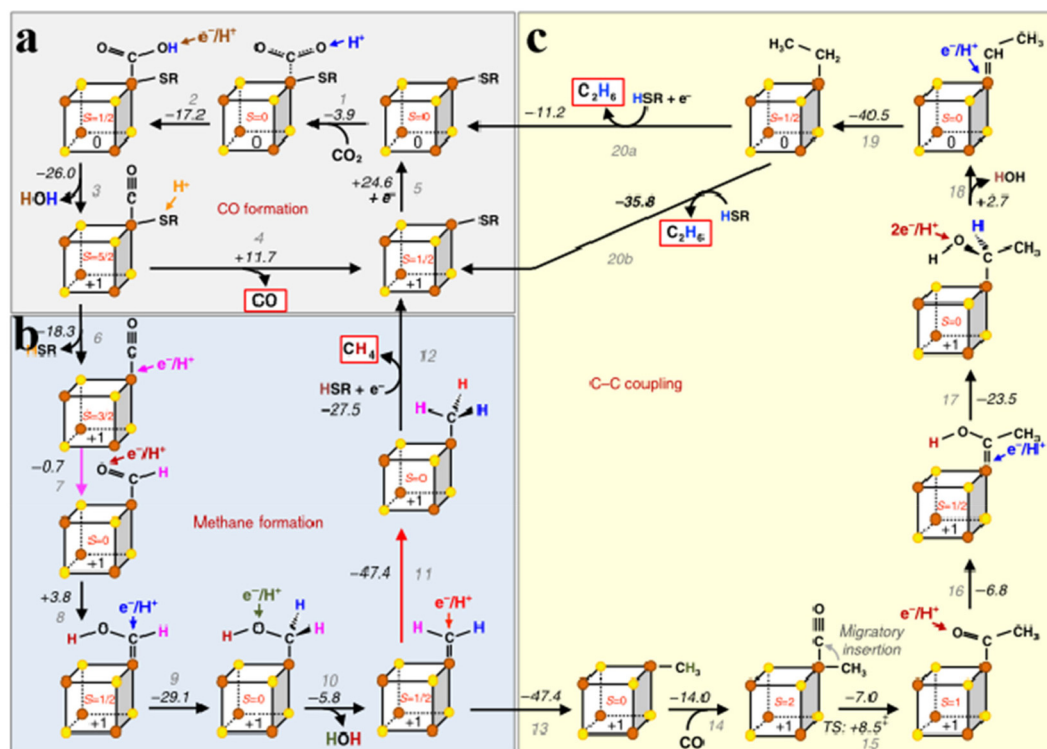 a
O
OH
e⁻/H⁺
C
SR
S=1/2
0
2
−17.2
O
O
H⁺
C
SR
S=0
0
1
−3.9
CO₂
SR
S=0
0
−26.0
HOH
3
O
C
H⁺
SR
S=5/2
+1
CO formation
4
+11.7
CO
+24.6
+ e⁻
5
SR
S=1/2
+1
b
−18.3
HSR
6
O
C
e⁻/H⁺
S=3/2
+1
−0.7
7
e⁻/H⁺
O
C
H
S=0
+1
Methane formation
+3.8
8
e⁻/H⁺
H
O
C
H
S=1/2
+1
9
−29.1
e⁻/H⁺
H
O
C
H
H
S=0
+1
10
−5.8
HOH
e⁻/H⁺
H
C
H
S=1/2
+1
−47.4
11
H
H
C
H
S=0
+1
CH₄
12
HSR + e⁻
−27.5
c
C₂H₆
HSR + e⁻
−11.2
20a
−35.8
HSR
C₂H₆
20b
H₃C
CH₂
S=1/2
0
−40.5
19
e⁻/H⁺
CH₃
CH
S=0
0
18
HOH
+2.7
2e⁻/H⁺
H
O
H
C
CH₃
S=0
+1
C–C coupling
17
−23.5
H
O
C
CH₃
e⁻/H⁺
S=1/2
+1
16
−6.8
e⁻/H⁺
O
C
CH₃
S=1
+1
−47.4
13
CH₃
S=0
+1
−14.0
CO
14
O
C
CH₃
Migratory
insertion
S=2
+1
−7.0
TS: +8.5‡
15